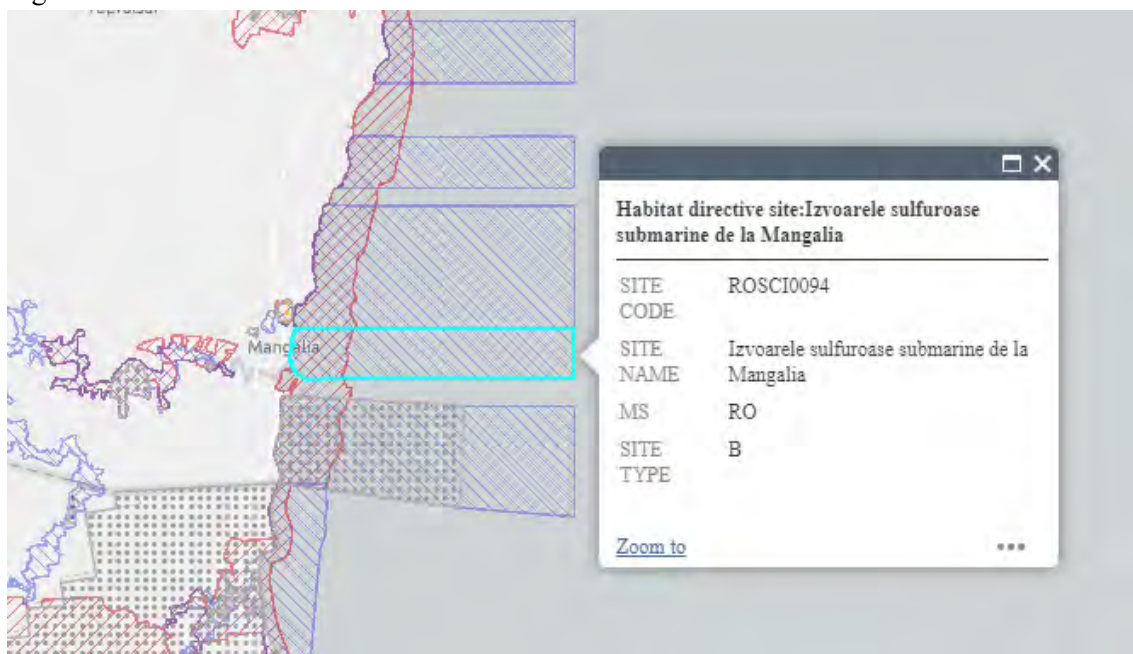 Mangalia
Habitat directive site:Izvoarele sulfuroase
submarine de la Mangalia
SITE CODE ROSCI0094
SITE NAME Izvoarele sulfuroase submarine de la Mangalia
MS RO
SITE TYPE B
Zoom to